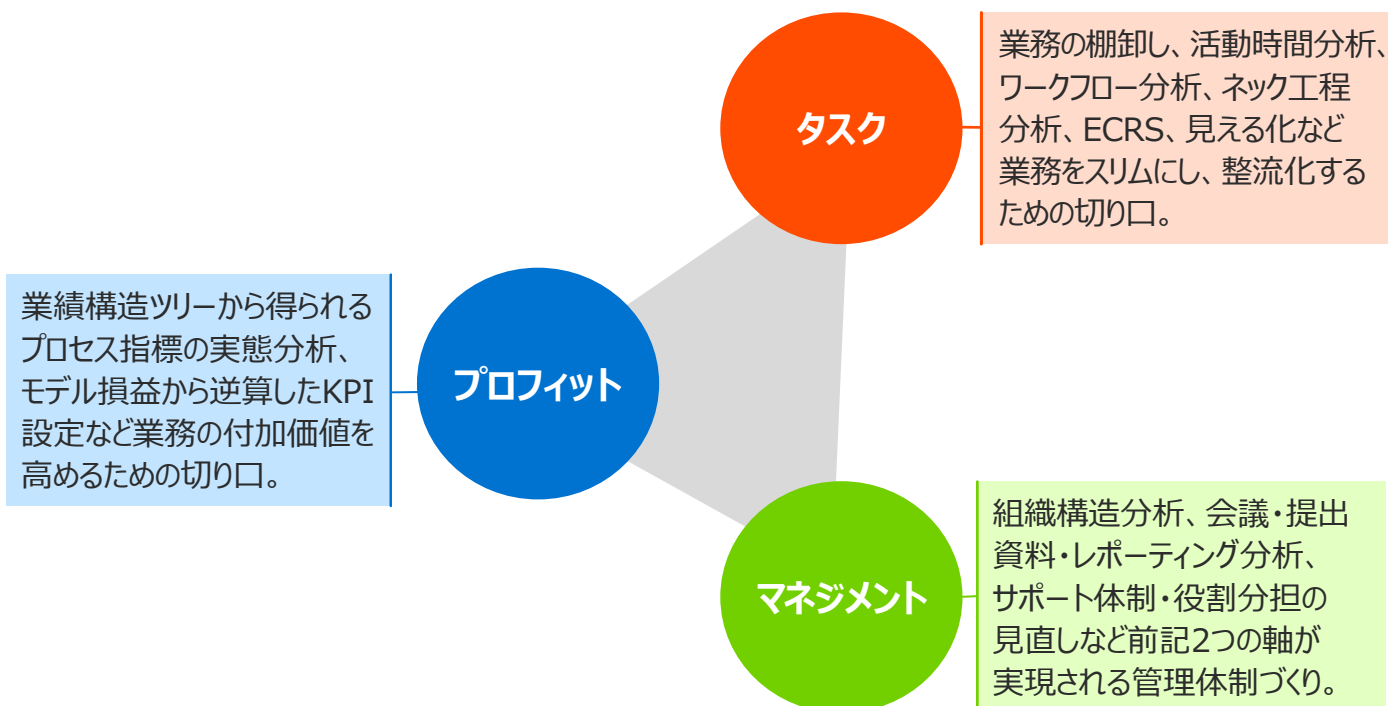 タスク
業務の棚卸し、活動時間分析、
ワークフロー分析、ネック工程
分析、ECRS、見える化など
業務をスリムにし、整流化する
ための切り口。
プロフィット
業績構造ツリーから得られる
プロセス指標の実態分析、
モデル損益から逆算したKPI
設定など業務の付加価値を
高めるための切り口。
マネジメント
組織構造分析、会議・提出
資料・レポーティング分析、
サポート体制・役割分担の
見直しなど前記2つの軸が
実現される管理体制づくり。